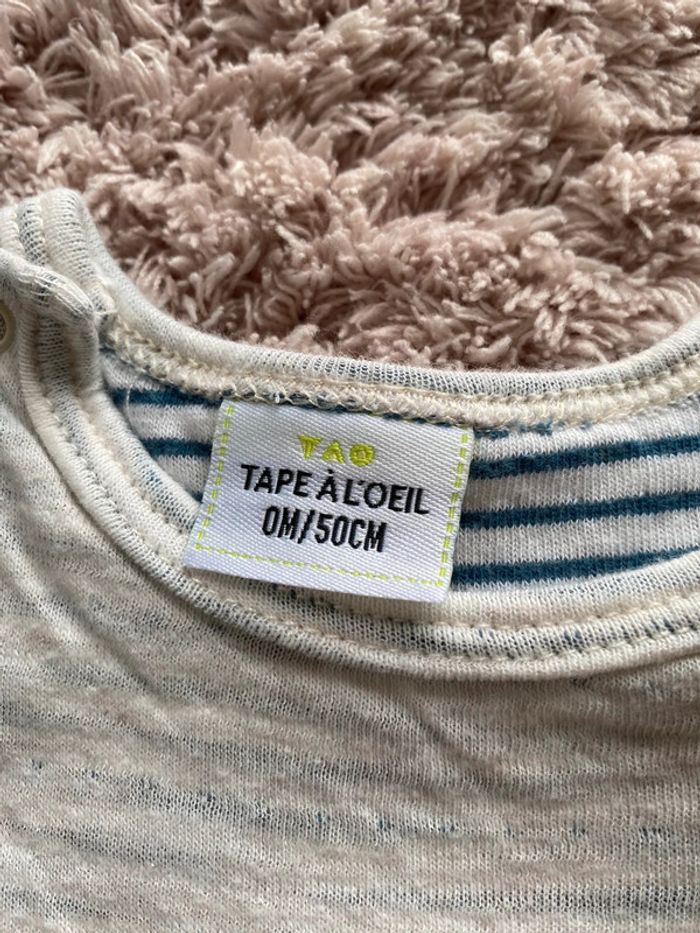 TAO
TAPE À L'OEIL
0M/50CM